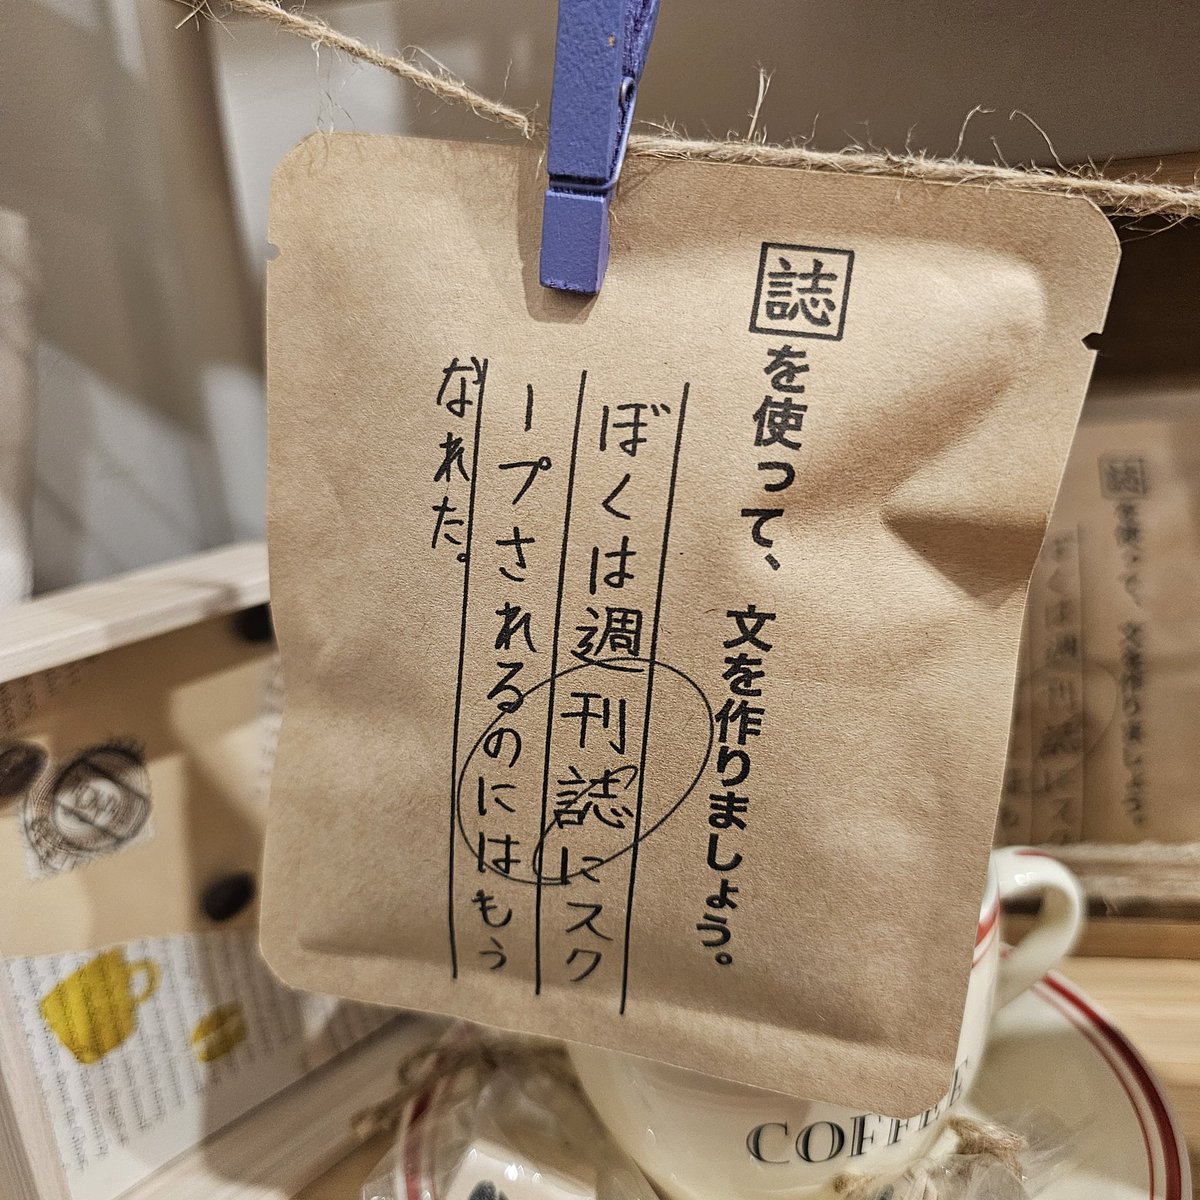 誌を使って、文を作りましょう。
ぼくは週刊誌にスク
ープされるのにはもう
なれた。
COFFEE